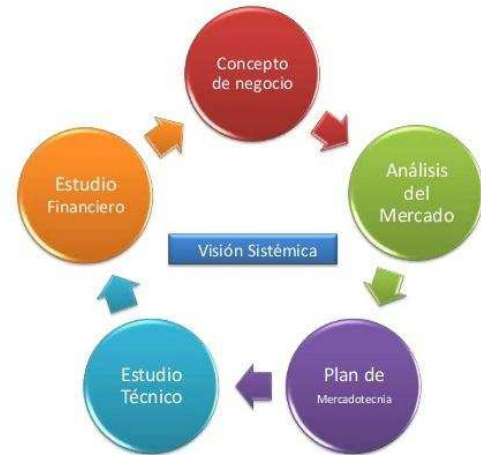 Concepto
de negocio
Análisis
del
Mercado
Plan de
Mercadotecnia
Estudio
Técnico
Estudio
Financiero
Visión Sistémica